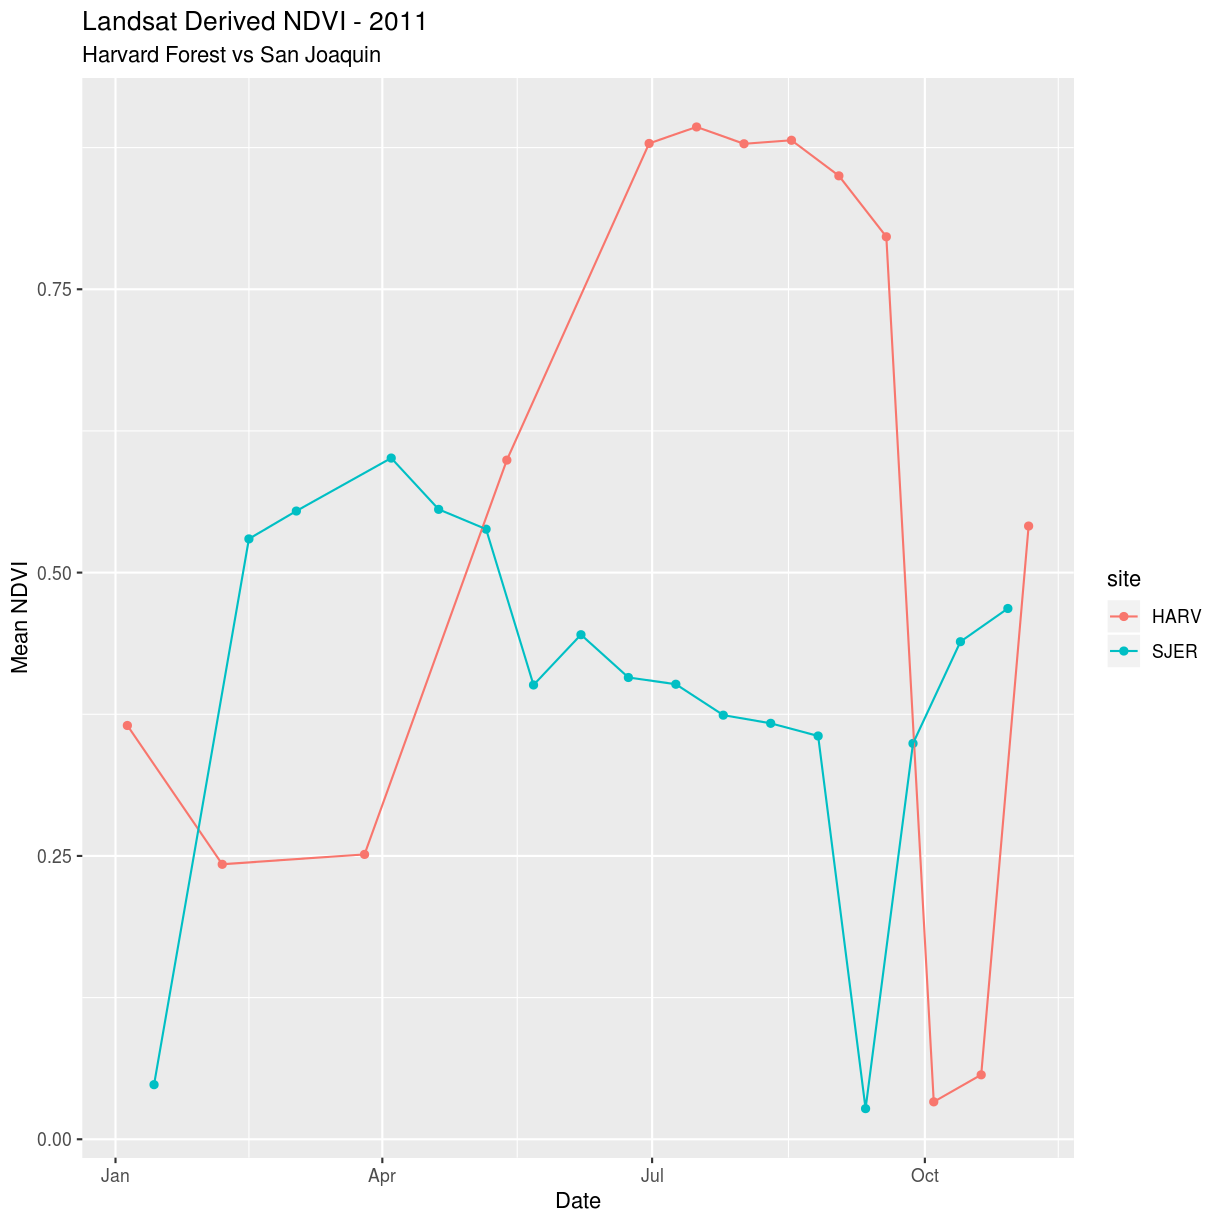 Landsat Derived NDVI - 2011
Harvard Forest vs San Joaquin
Mean NDVI
0.75
0.50
0.25
0.00
Jan
Apr
Jul
Oct
Date
site
HARV
SJER